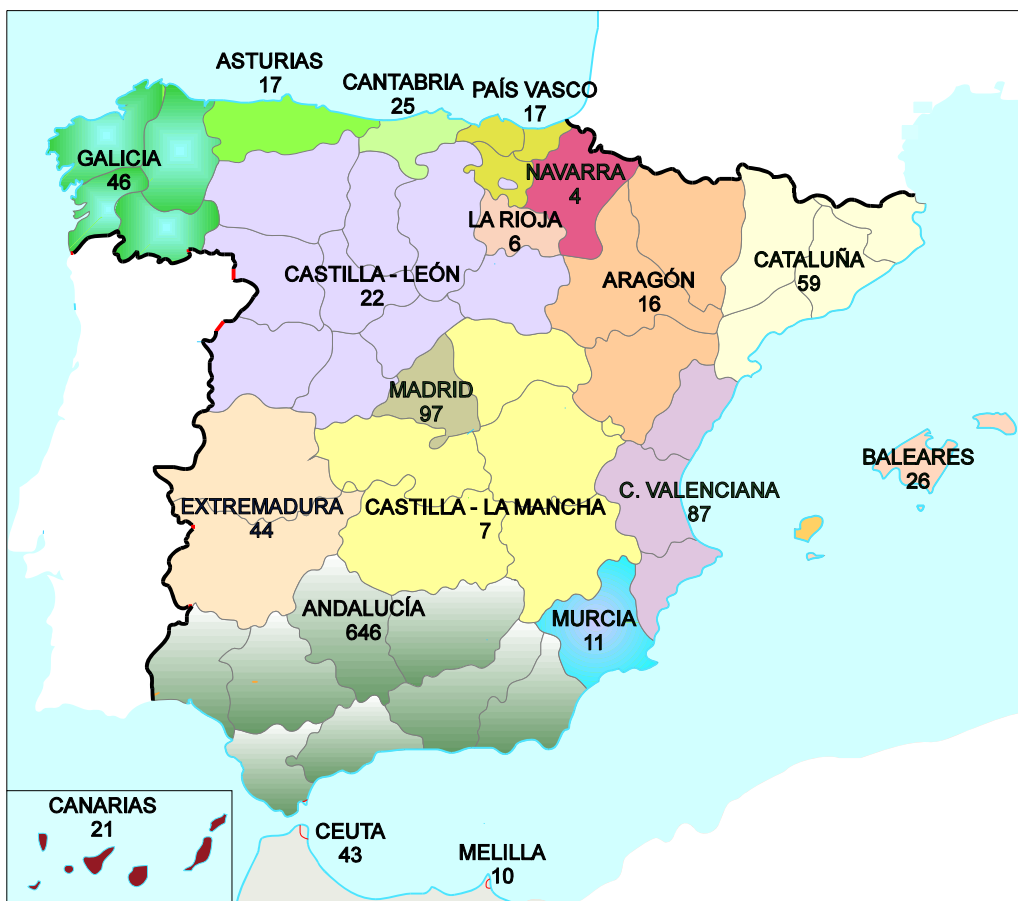 ASTURIAS
17
CANTABRIA
25
PAÍS VASCO
17
GALICIA
46
NAVARRA
4
LA RIOJA
6
CASTILLA - LEÓN
22
ARAGÓN
16
CATALUÑA
59
MADRID
97
BALEARES
26
EXTREMADURA
44
CASTILLA - LA MANCHA
7
C. VALENCIANA
87
ANDALUCÍA
646
MURCIA
11
CANARIAS
21
CEUTA
43
MELILLA
10